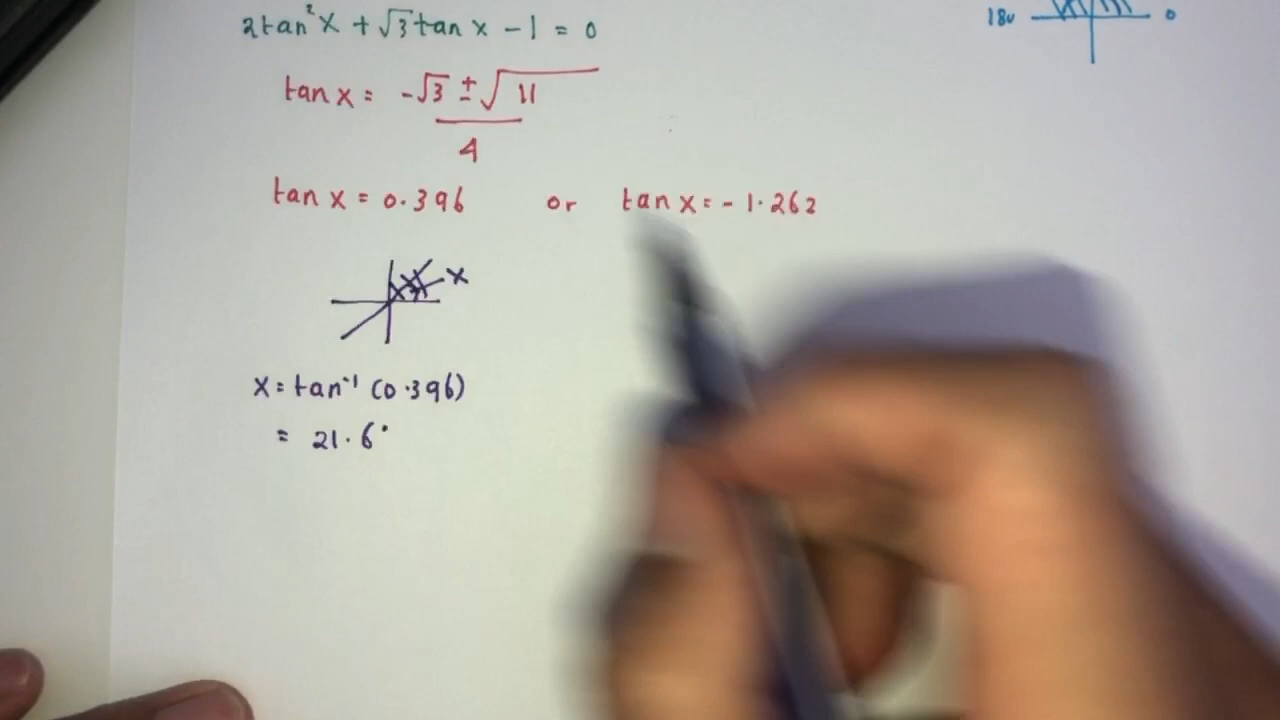 2tan²x + √3 tan x - 1 = 0
180 0
tan x = -√3 ± √11
4
tan x = 0.396 or tan x = -1.262
x
x = tan⁻¹ (0.396)
= 21.6°